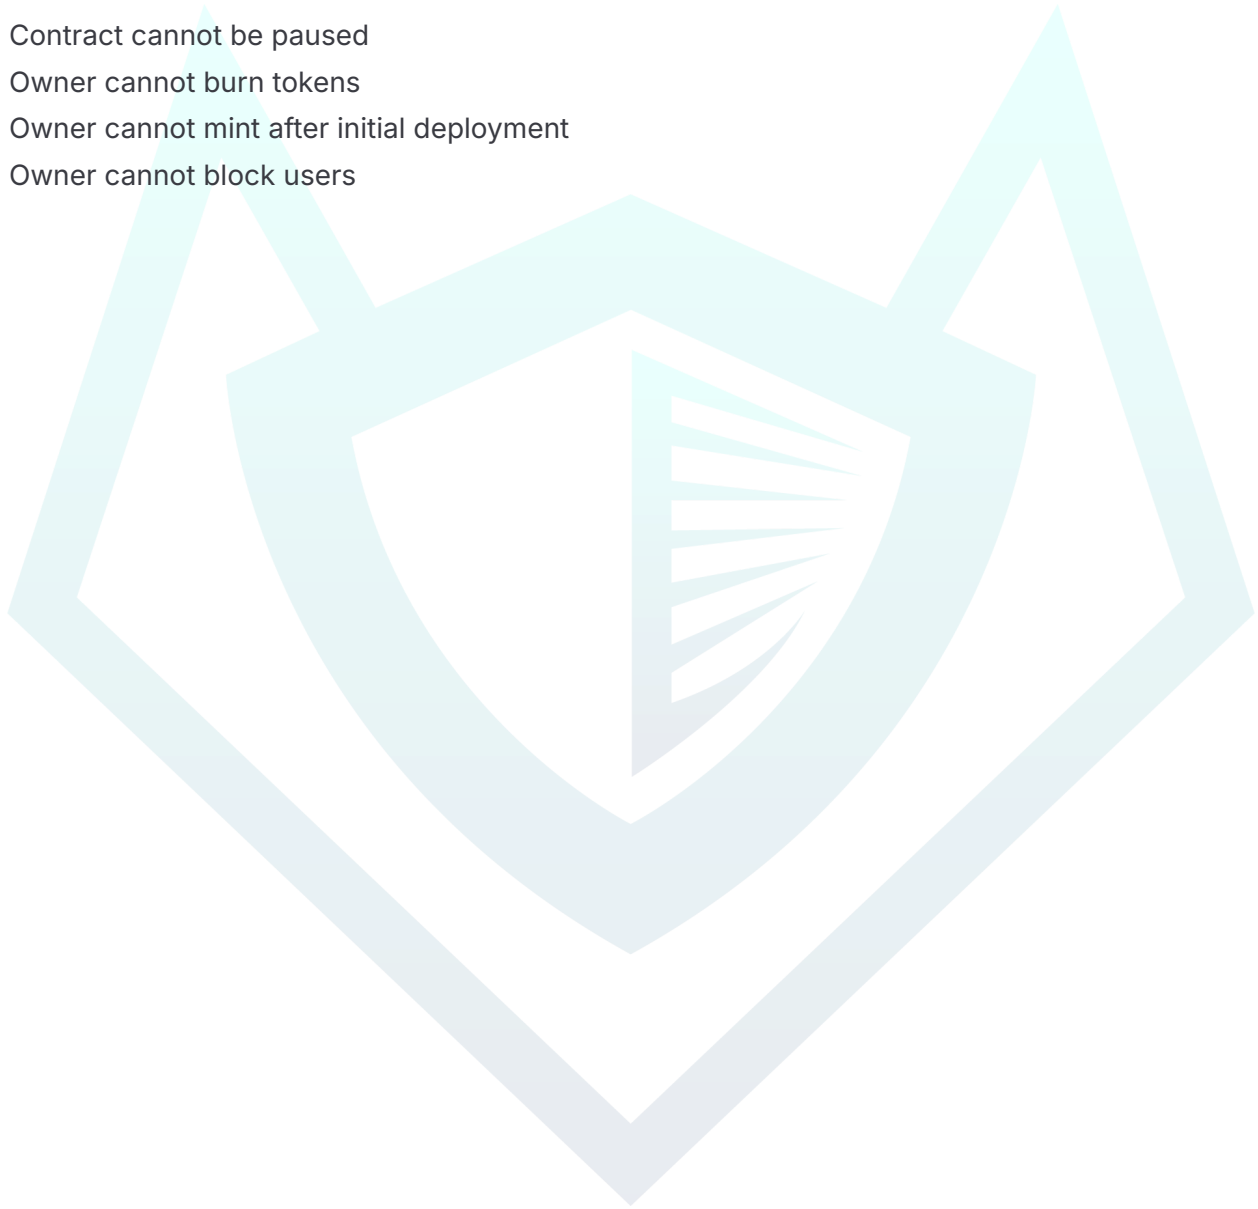 Contract cannot be paused
Owner cannot burn tokens
Owner cannot mint after initial deployment
Owner cannot block users